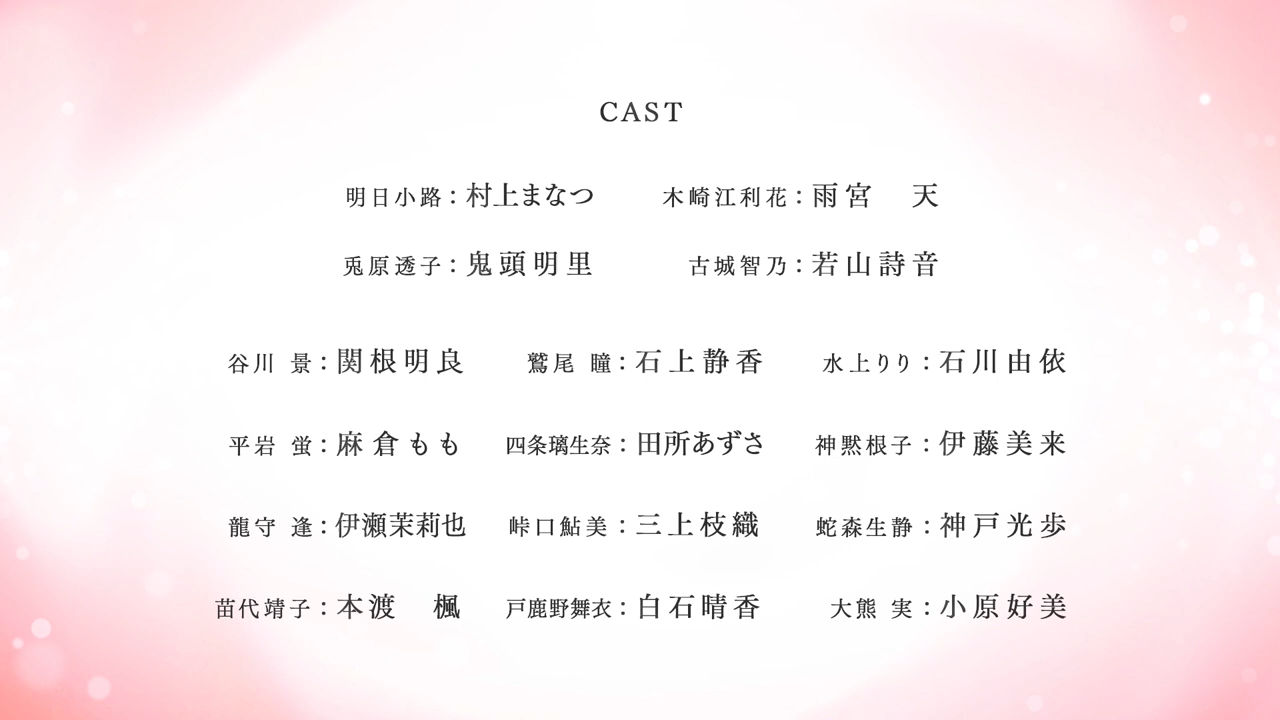 CAST
明日小路：村上まなつ 木崎江利花：雨宮 天
兎原透子：鬼頭明里 古城智乃：若山詩音
谷川 景：関根明良 鷲尾 瞳：石上静香 水上りり：石川由依
平岩 蛍：麻倉もも 四条璃生奈：田所あずさ 神黙根子：伊藤美来
龍守 逢：伊瀬茉莉也 峠口鮎美：三上枝織 蛇森生静：神戸光歩
苗代靖子：本渡 楓 戸鹿野舞衣：白石晴香 大熊 実：小原好美